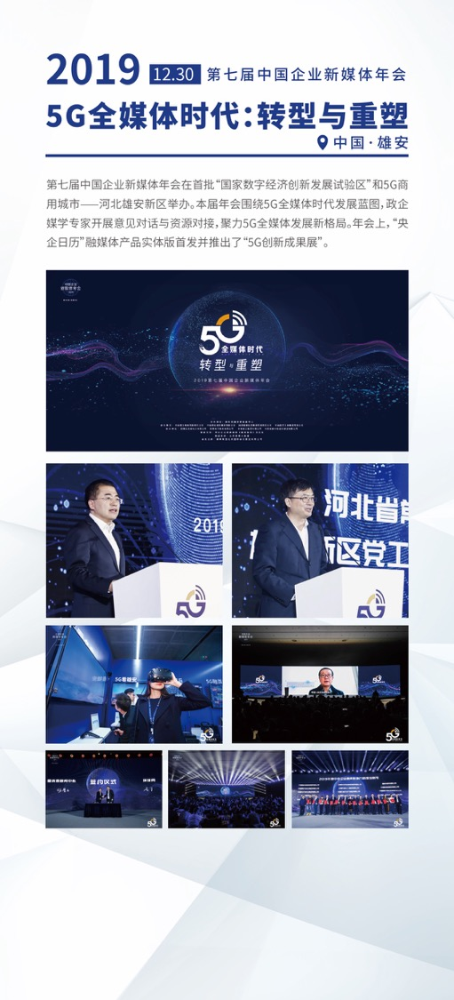 2019 12.30 第七届中国企业新媒体年会
5G全媒体时代:转型与重塑
中国·雄安
第七届中国企业新媒体年会在首批“国家数字经济创新发展试验区”和5G商
用城市——河北雄安新区举办。本届年会围绕5G全媒体时代发展蓝图,政企
媒学专家开展意见对话与资源对接,聚力5G全媒体发展新格局。年会上,“央
企日历”融媒体产品实体版首发并推出了“5G创新成果展”。
5G
全媒体时代
转型与重塑
2019第七届中国企业新媒体年会
2019
5G
河北省
新区党工
5G
5G看雄安
5G
5G
签约仪式
5G
5G
5G